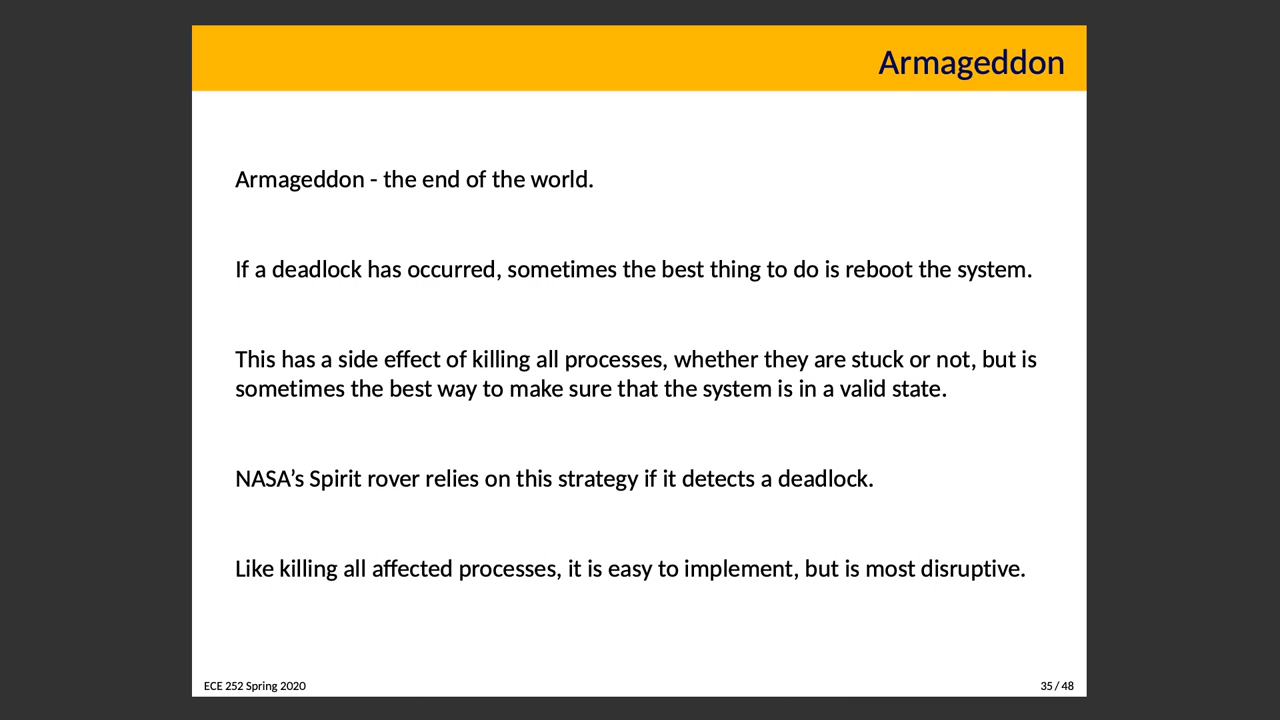 Armageddon
Armageddon - the end of the world.
If a deadlock has occurred, sometimes the best thing to do is reboot the system.
This has a side effect of killing all processes, whether they are stuck or not, but is
sometimes the best way to make sure that the system is in a valid state.
NASA’s Spirit rover relies on this strategy if it detects a deadlock.
Like killing all affected processes, it is easy to implement, but is most disruptive.
ECE 252 Spring 2020
35 / 48